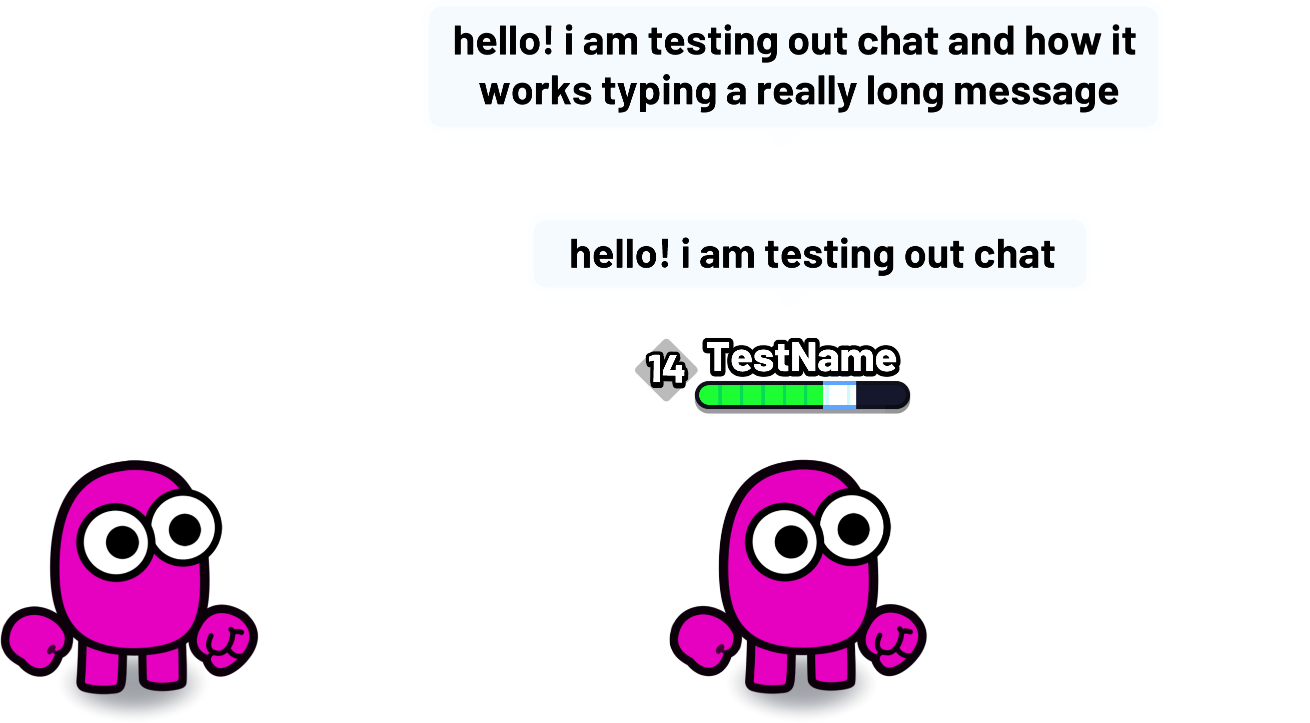 hello! i am testing out chat and how it
works typing a really long message
hello! i am testing out chat
14 TestName